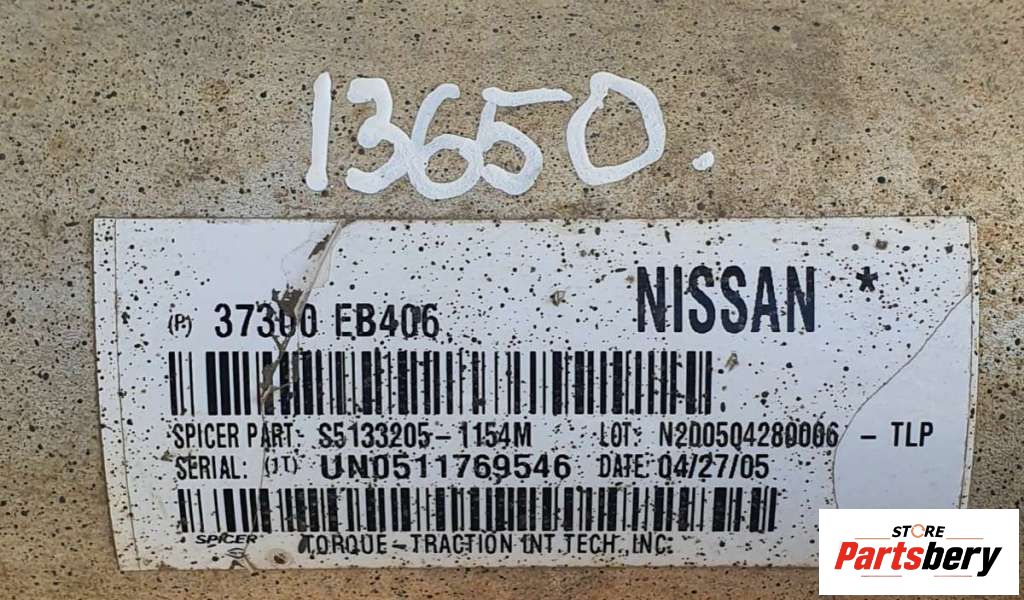 13650.
NISSAN *
(P) 37300 EB406
SPICER PART: S5133205-1154M LOT: N2D0504280006 - TLP
SERIAL: (1T) UN0511769546 DATE: 04/27/05
SPICER TORQUE-TRACTION INT. TECH., INC.
STORE
Partsbery